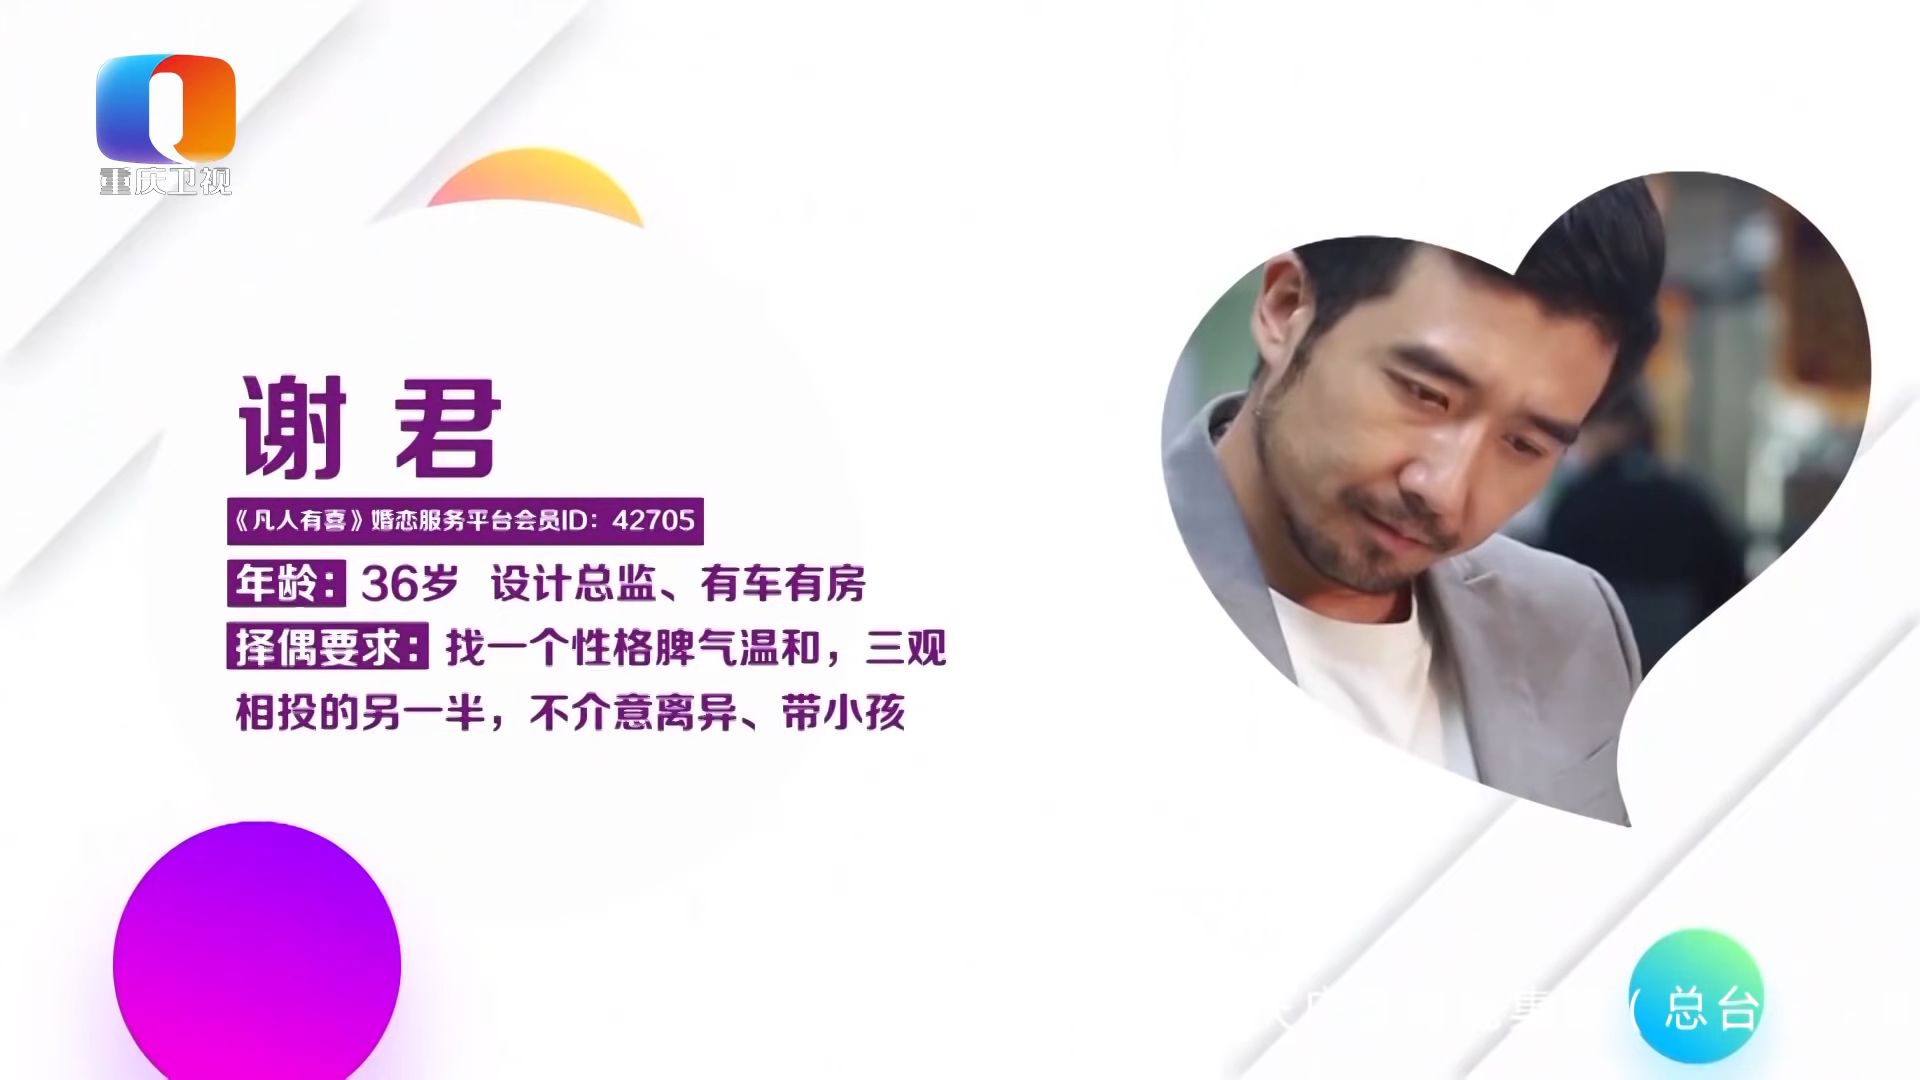 重庆卫视
谢君
《凡人有喜》婚恋服务平台会员ID：42705
年龄：36岁 设计总监、有车有房
择偶要求：找一个性格脾气温和，三观
相投的另一半，不介意离异、带小孩
（总台